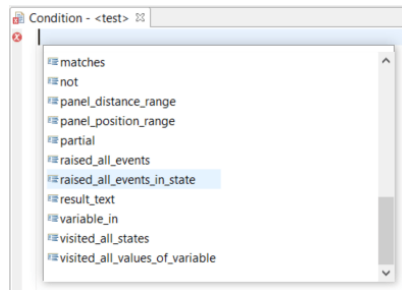 Condition - <test>
matches
not
panel_distance_range
panel_position_range
partial
raised_all_events
raised_all_events_in_state
result_text
variable_in
visited_all_states
visited_all_values_of_variable